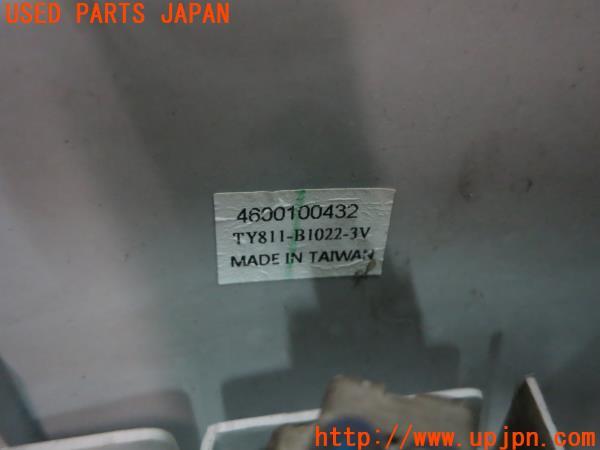 USED PARTS JAPAN
4600100432
TY811-B1022-3V
MADE IN TAIWAN
http://www.upjpn.com/